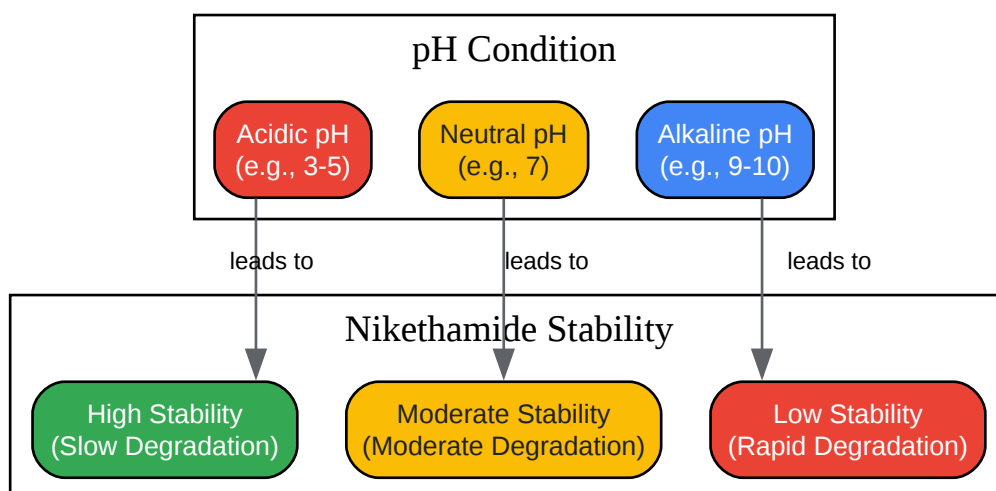 pH Condition
Acidic pH
(e.g., 3-5)
Neutral pH
(e.g., 7)
Alkaline pH
(e.g., 9-10)
leads to
leads to
leads to
Nikethamide Stability
High Stability
(Slow Degradation)
Moderate Stability
(Moderate Degradation)
Low Stability
(Rapid Degradation)